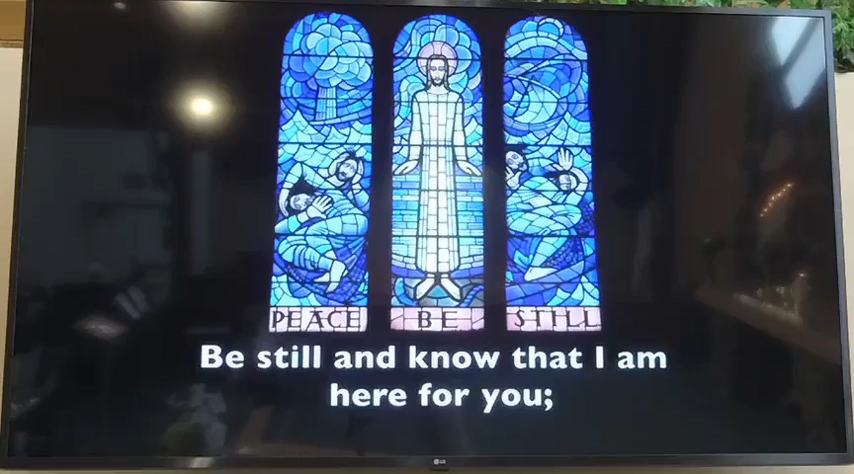 PEACE BE STILL
Be still and know that I am
here for you;
LG